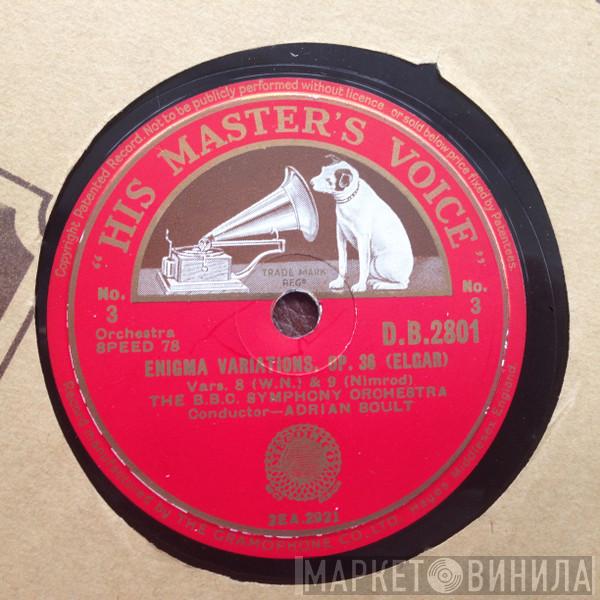 Copyright Patented Record. Not to be publicly performed without licence or sold below price fixed by Patentees.
"HIS MASTER'S VOICE"
TRADE MARK
REGD
No.
3
No.
3
Orchestra
SPEED 78
D.B.2801
ENIGMA VARIATIONS, OP. 36 (ELGAR)
Vars. 8 (W.N.) & 9 (Nimrod)
THE B.B.C. SYMPHONY ORCHESTRA
Conductor—ADRIAN BOULT
2EA.2921
Record manufactured by THE GRAMOPHONE CO., LTD. Hayes Middlesex England.
МАРКЕТ ВИНИЛА